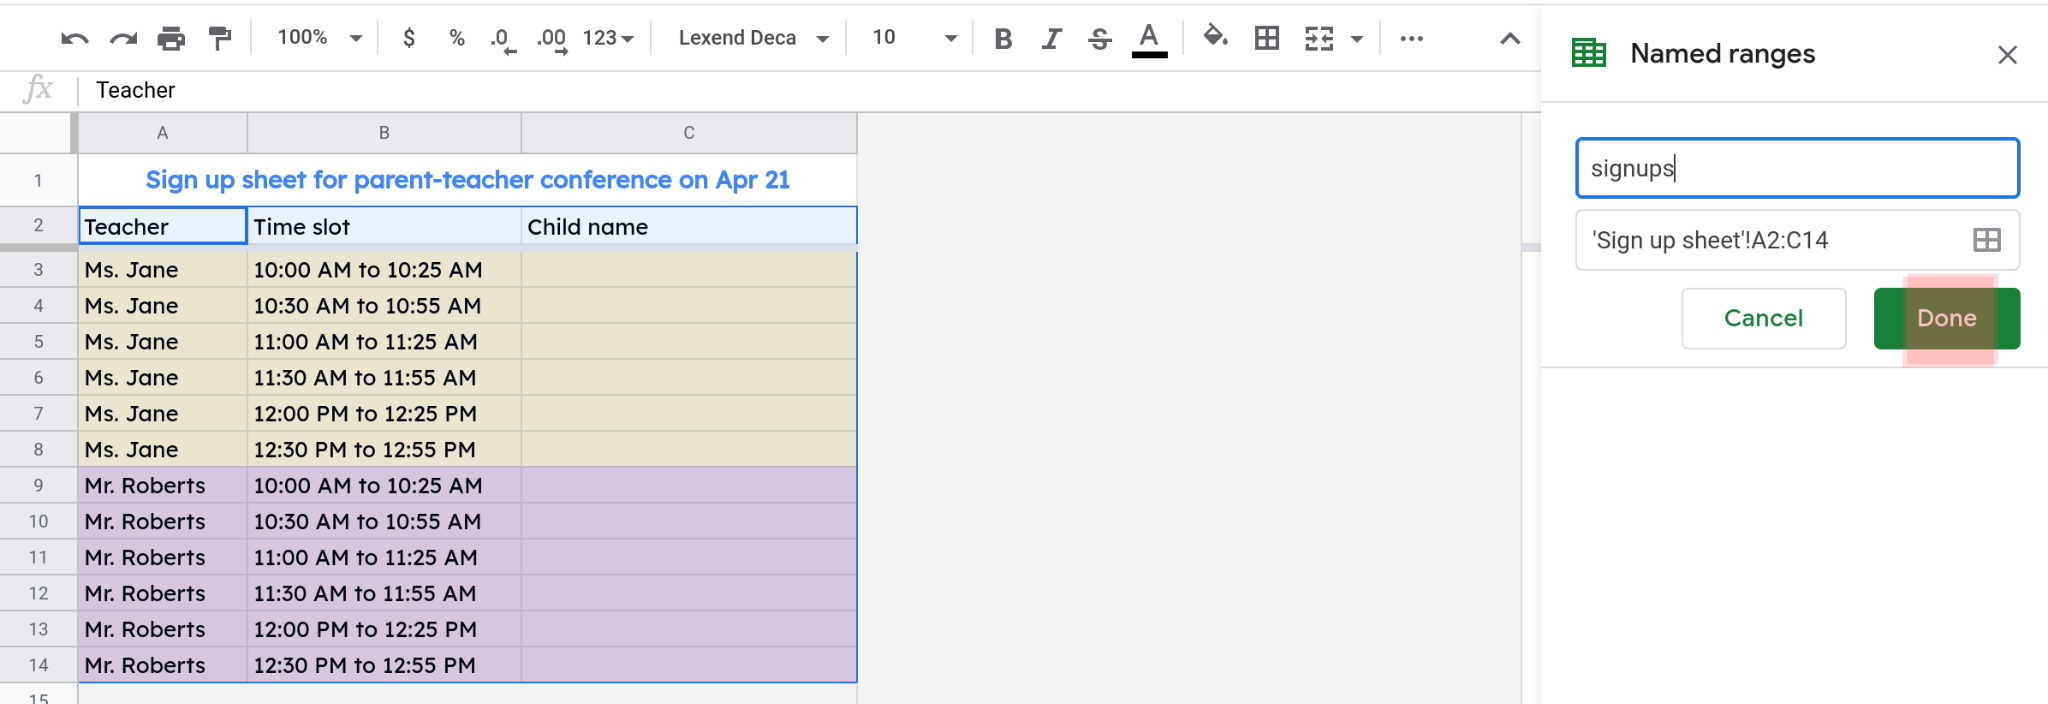 100% $ % .0 .00 123 Lexend Deca 10 B I S A ...
Named ranges
fx Teacher
A B C
1 Sign up sheet for parent-teacher conference on Apr 21
signups
2 Teacher Time slot Child name
'Sign up sheet'!A2:C14
3 Ms. Jane 10:00 AM to 10:25 AM
4 Ms. Jane 10:30 AM to 10:55 AM
Cancel Done
5 Ms. Jane 11:00 AM to 11:25 AM
6 Ms. Jane 11:30 AM to 11:55 AM
7 Ms. Jane 12:00 PM to 12:25 PM
8 Ms. Jane 12:30 PM to 12:55 PM
9 Mr. Roberts 10:00 AM to 10:25 AM
10 Mr. Roberts 10:30 AM to 10:55 AM
11 Mr. Roberts 11:00 AM to 11:25 AM
12 Mr. Roberts 11:30 AM to 11:55 AM
13 Mr. Roberts 12:00 PM to 12:25 PM
14 Mr. Roberts 12:30 PM to 12:55 PM
15